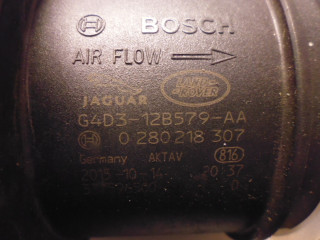 BOSCH
AIR FLOW
JAGUAR LAND ROVER
G4D3-12B579-AA
0 280 218 307
Germany AKTAV 816
2015-10-14 20:37
0